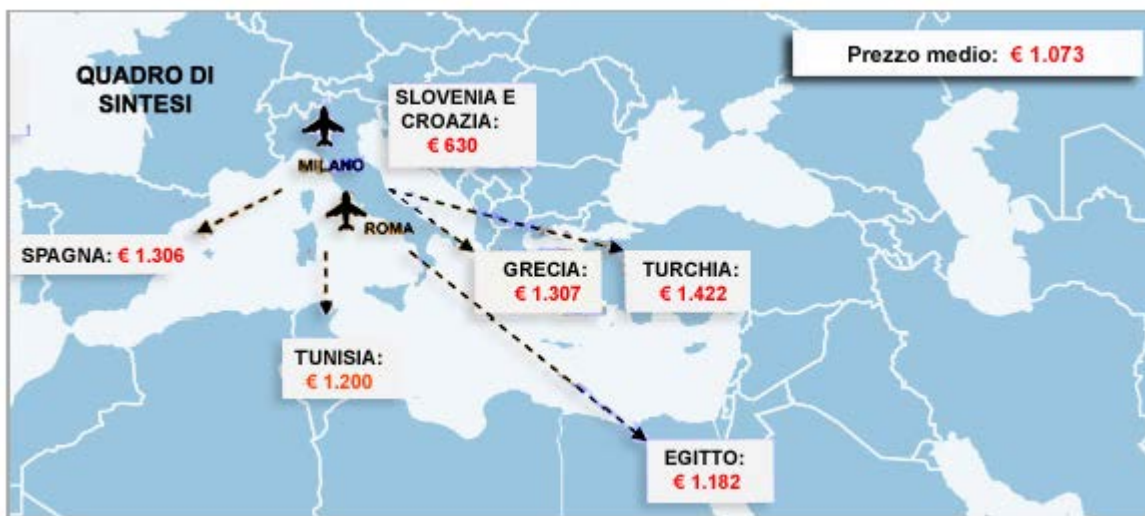 QUADRO DI
SINTESI
Prezzo medio: € 1.073
SLOVENIA E
CROAZIA:
€ 630
MILANO
ROMA
SPAGNA: € 1.306
GRECIA:
€ 1.307
TURCHIA:
€ 1.422
TUNISIA:
€ 1.200
EGITTO:
€ 1.182